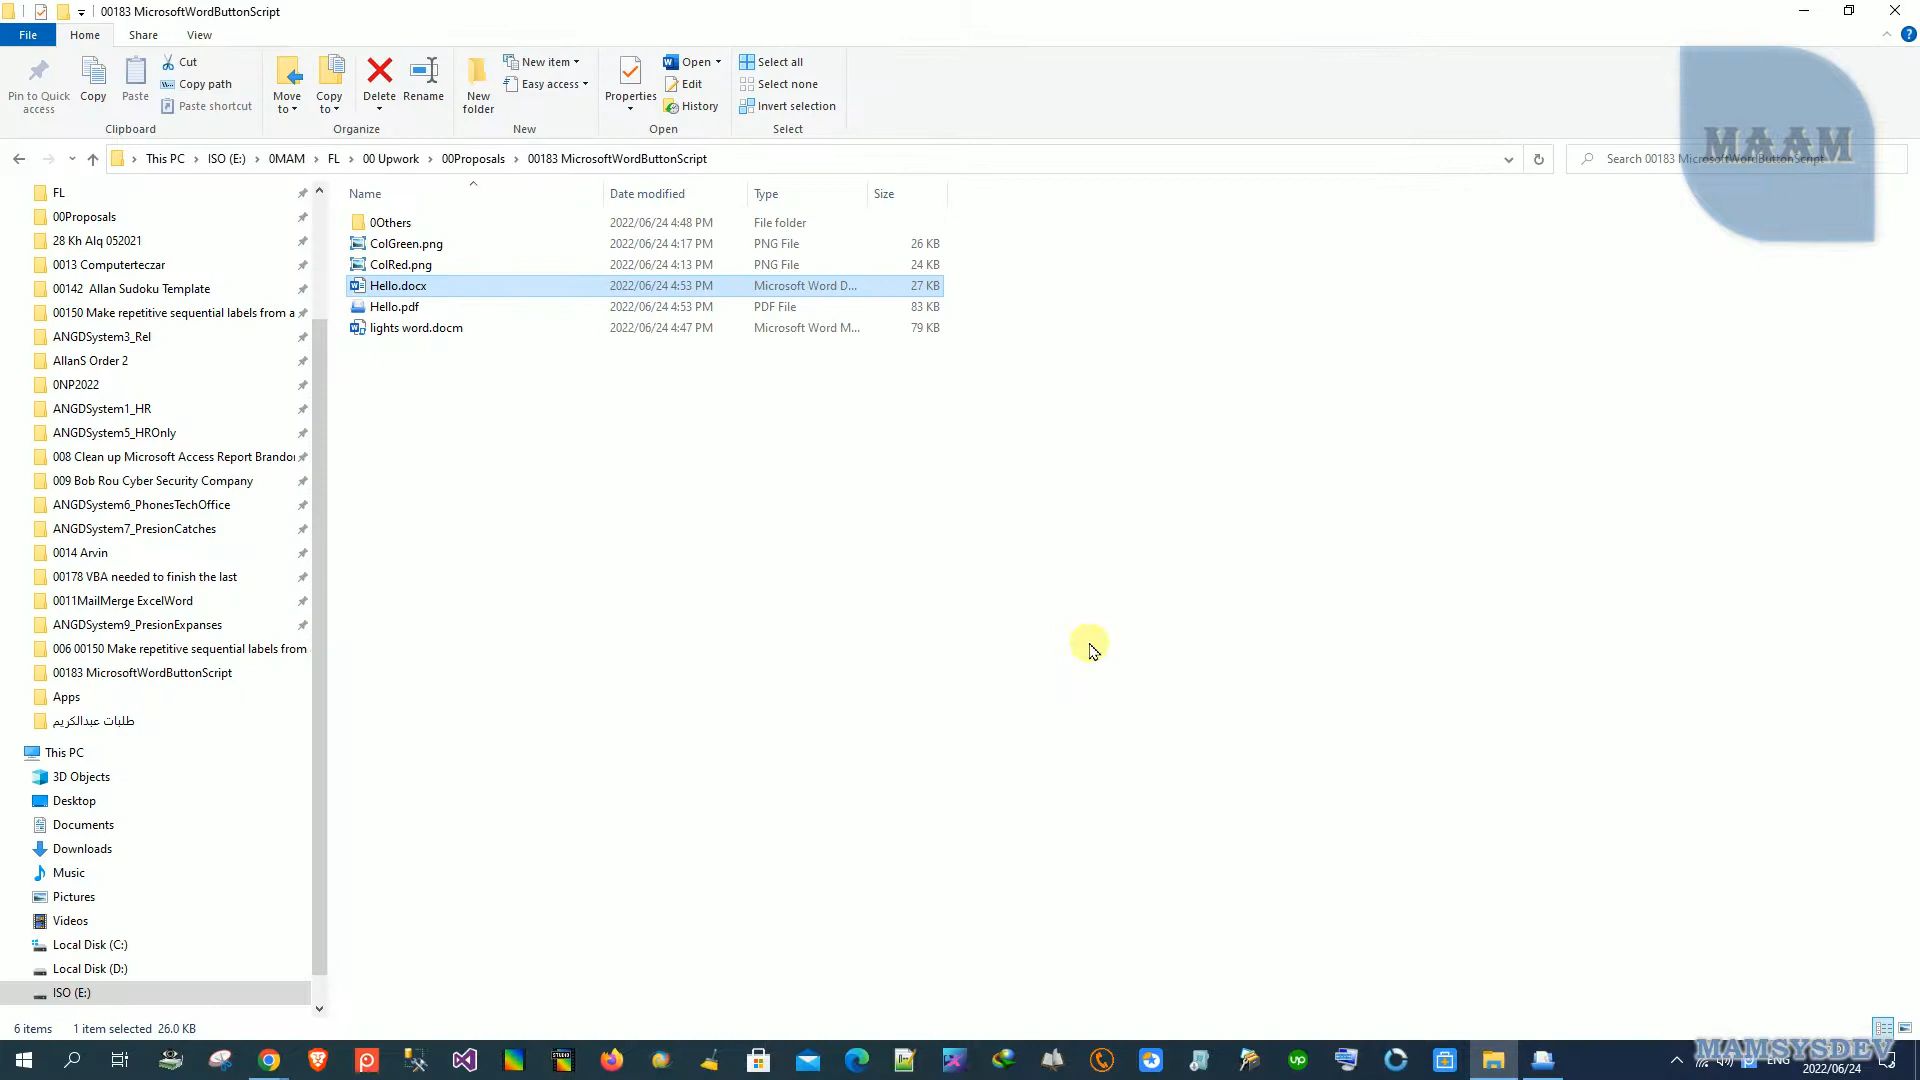 00183 MicrosoftWordButtonScript
File Home Share View
Pin to Quick access
Copy
Paste
Cut
Copy path
Paste shortcut
Clipboard
Move to
Copy to
Delete
Rename
Organize
New folder
New item
Easy access
New
Properties
Open
Edit
History
Open
Select all
Select none
Invert selection
Select
MAAM
This PC > ISO (E:) > 0MAM > FL > 00 Upwork > 00Proposals > 00183 MicrosoftWordButtonScript
Search 00183 MicrosoftWordButtonScript
FL
00Proposals
28 Kh Alq 052021
0013 Computerteczar
00142 Allan Sudoku Template
00150 Make repetitive sequential labels from a
ANGDSystem3_Rel
AllanS Order 2
0NP2022
ANGDSystem1_HR
ANGDSystem5_HROnly
008 Clean up Microsoft Access Report Brandon
009 Bob Rou Cyber Security Company
ANGDSystem6_PhonesTechOffice
ANGDSystem7_PresionCatches
0014 Arvin
00178 VBA needed to finish the last
0011MailMerge ExcelWord
ANGDSystem9_PresionExpanses
006 00150 Make repetitive sequential labels from
00183 MicrosoftWordButtonScript
Apps
طلبات عبدالكريم
This PC
3D Objects
Desktop
Documents
Downloads
Music
Pictures
Videos
Local Disk (C:)
Local Disk (D:)
ISO (E:)
Name Date modified Type Size
0Others 2022/06/24 4:48 PM File folder
ColGreen.png 2022/06/24 4:17 PM PNG File 26 KB
ColRed.png 2022/06/24 4:13 PM PNG File 24 KB
Hello.docx 2022/06/24 4:53 PM Microsoft Word D... 27 KB
Hello.pdf 2022/06/24 4:53 PM PDF File 83 KB
lights word.docm 2022/06/24 4:47 PM Microsoft Word M... 79 KB
6 items 1 item selected 26.0 KB
STUDIO
up
ENG
MAMSYSDEV
2022/06/24